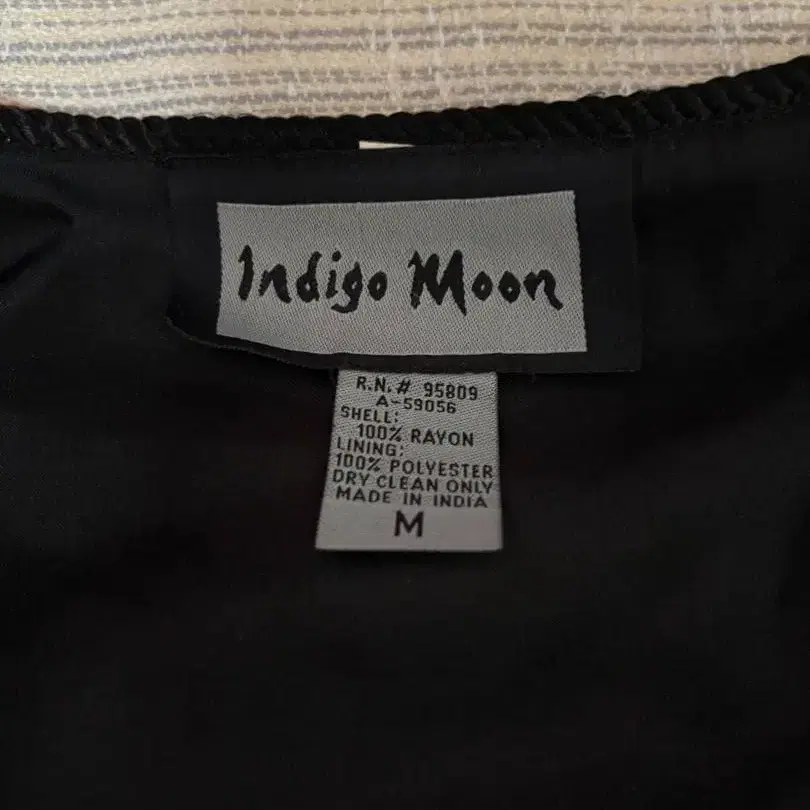 Indigo Moon
R.N.# 95809
A-59056
SHELL:
100% RAYON
LINING:
100% POLYESTER
DRY CLEAN ONLY
MADE IN INDIA
M